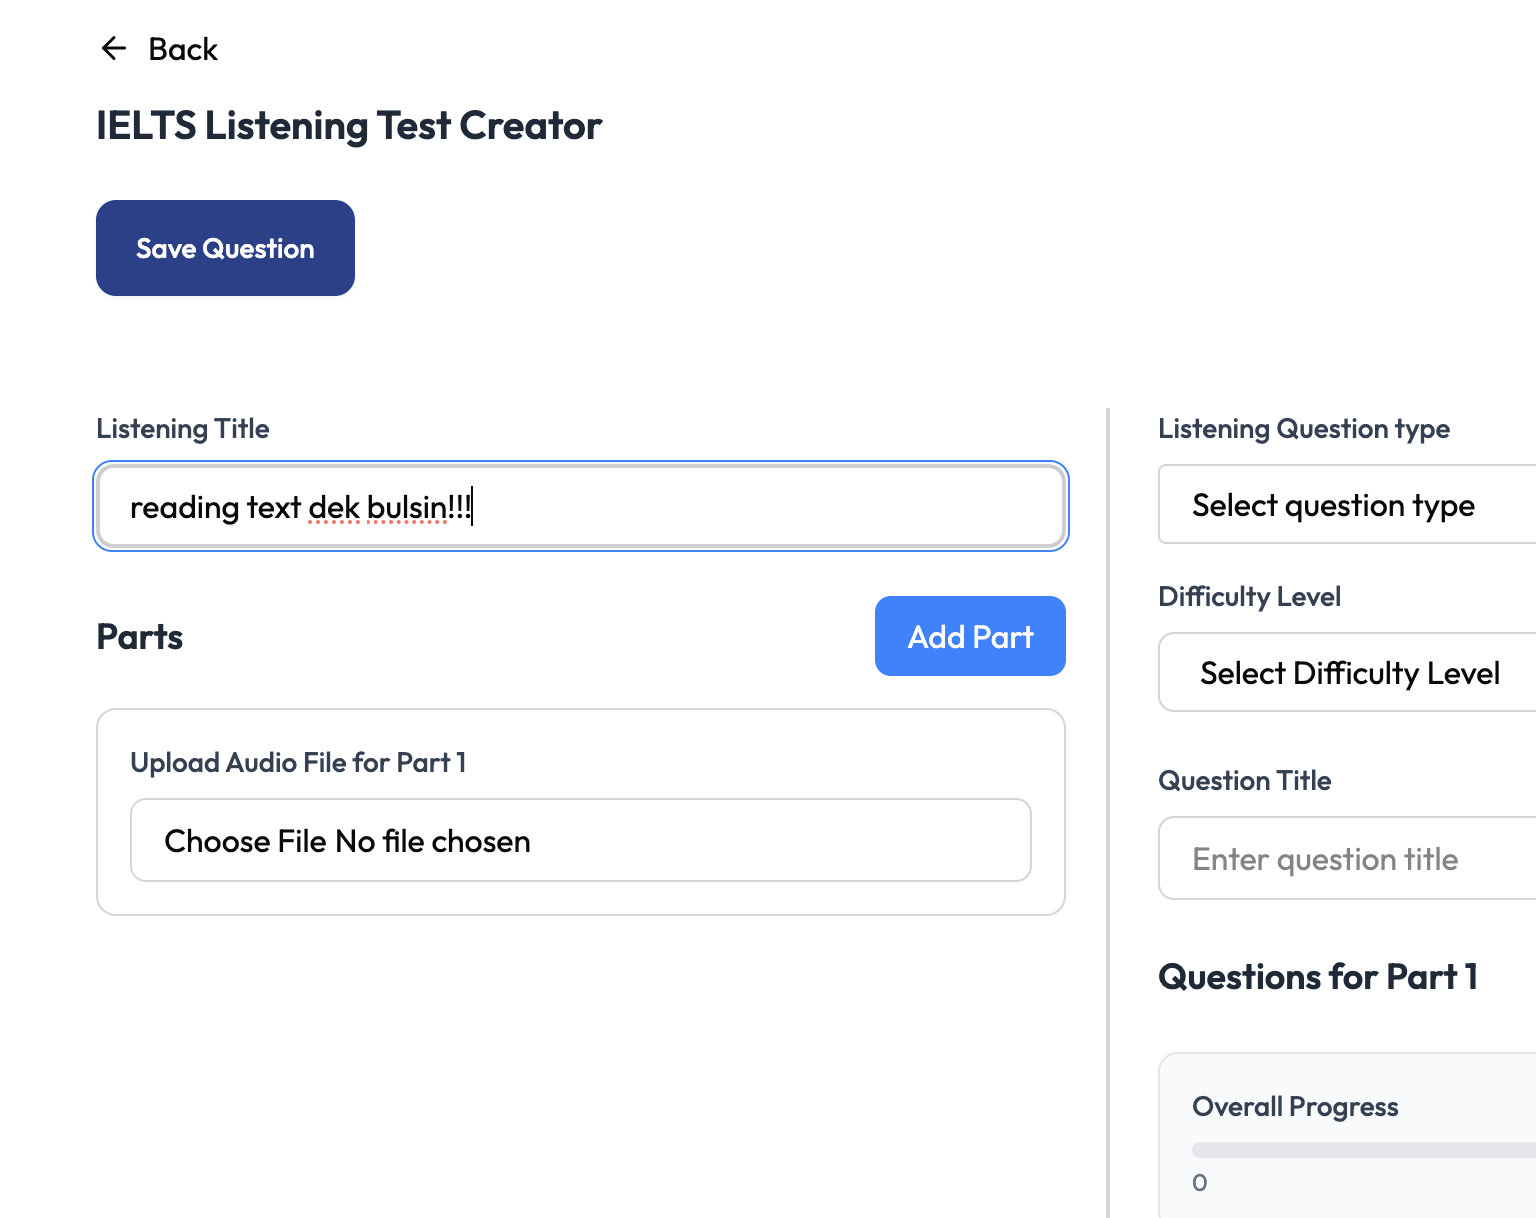 Back
IELTS Listening Test Creator
Save Question
Listening Title
reading text dek bulsin!!!
Parts
Add Part
Upload Audio File for Part 1
Choose File No file chosen
Listening Question type
Select question type
Difficulty Level
Select Difficulty Level
Question Title
Enter question title
Questions for Part 1
Overall Progress
0